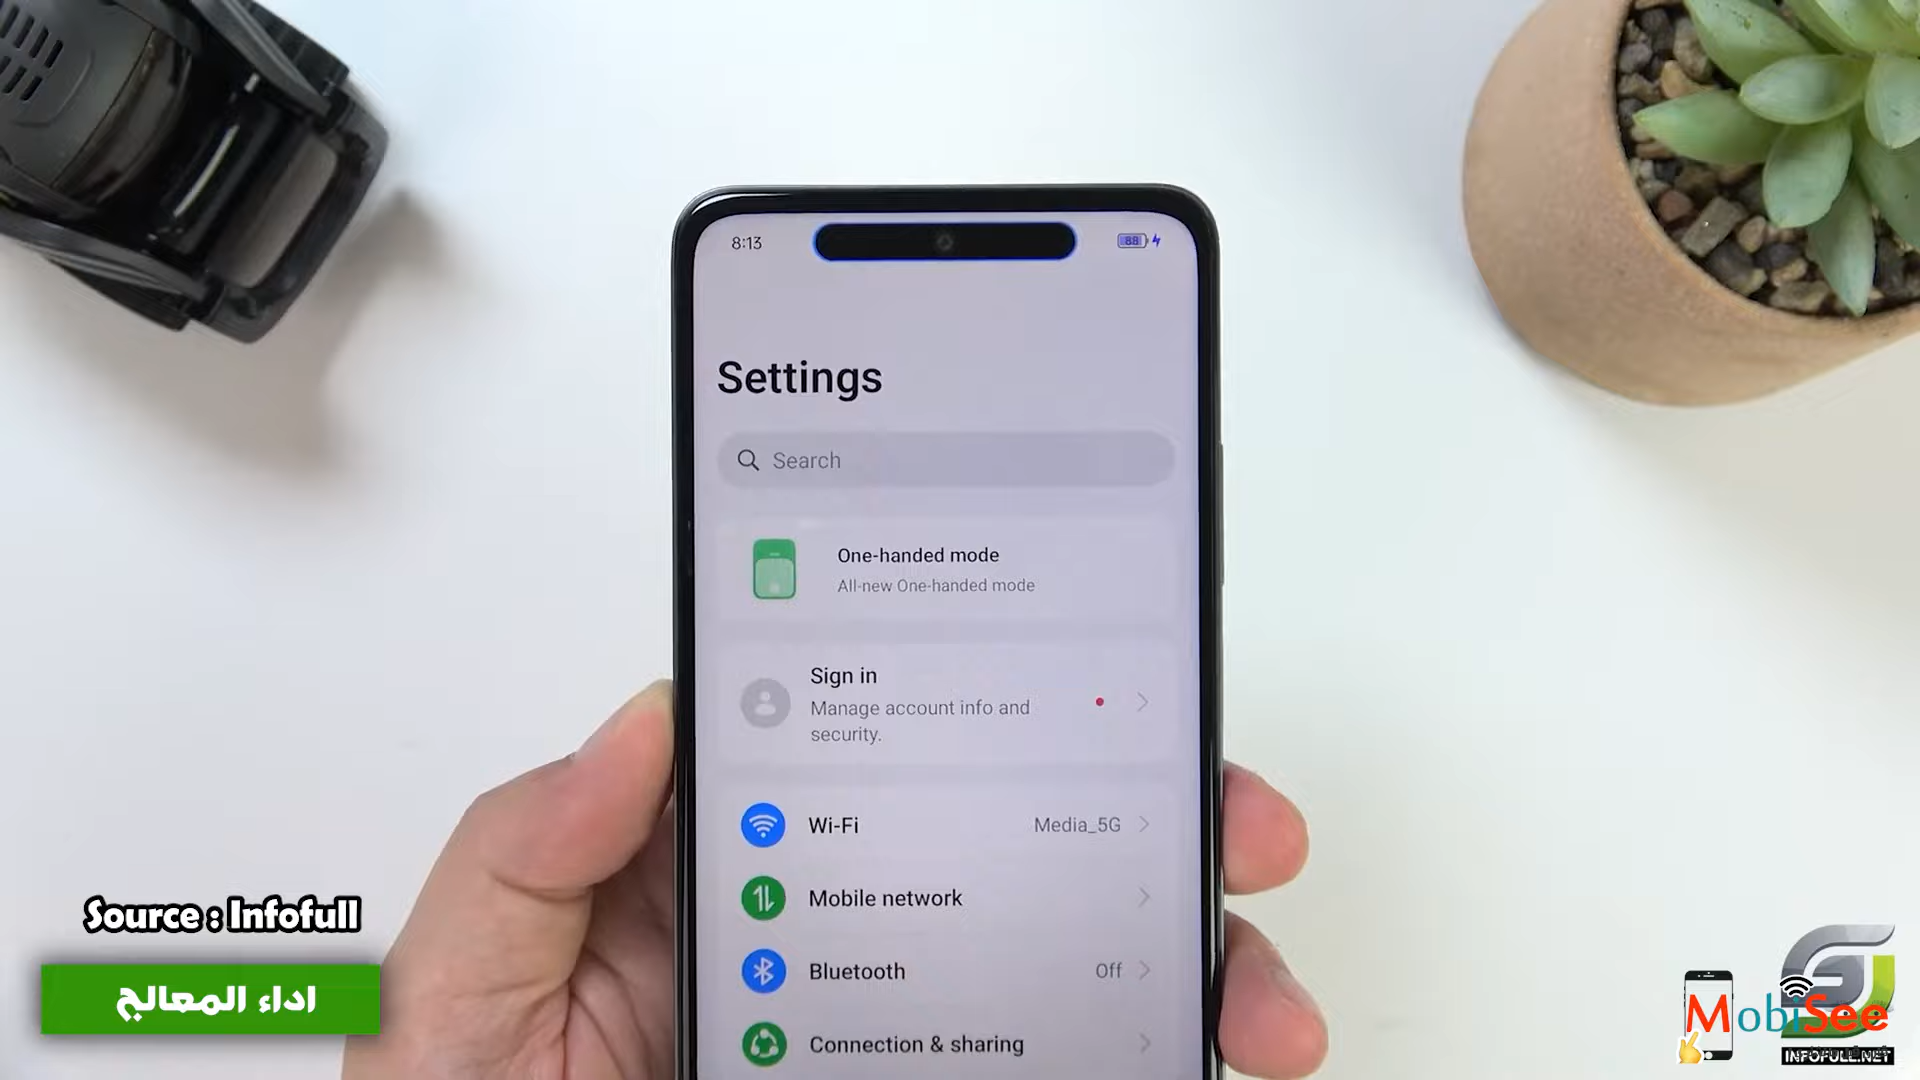 8:13
88
Settings
Search
One-handed mode
All-new One-handed mode
Sign in
Manage account info and
security.
Wi-Fi
Media_5G
Mobile network
Bluetooth
Off
Connection & sharing
Source : Infofull
اداء المعالج
MobiSee
INFOFULL.NET